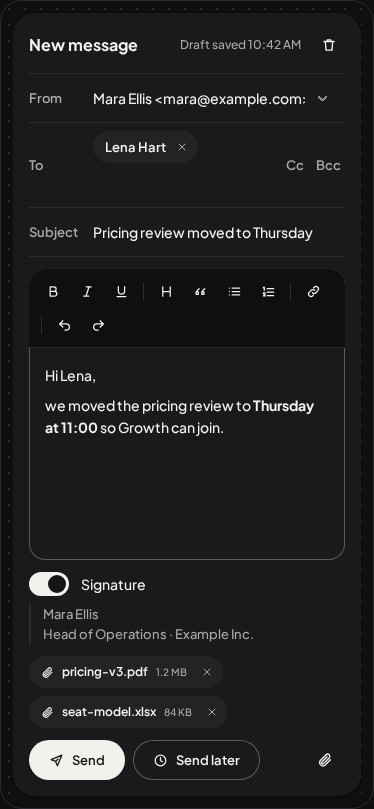 New message Draft saved 10:42 AM
From Mara Ellis <mara@example.com>
Lena Hart
To Cc Bcc
Subject Pricing review moved to Thursday
B I U H
Hi Lena,
we moved the pricing review to Thursday
at 11:00 so Growth can join.
Signature
Mara Ellis
Head of Operations · Example Inc.
pricing-v3.pdf 1.2 MB
seat-model.xlsx 84 KB
Send Send later